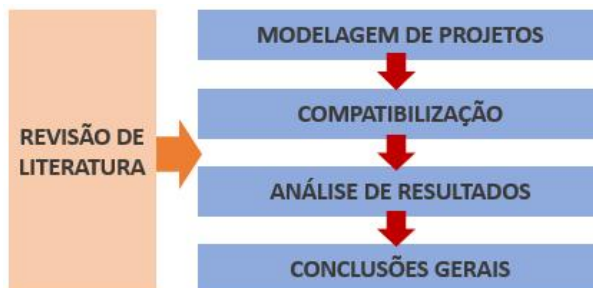 REVISÃO DE
LITERATURA
MODELAGEM DE PROJETOS
COMPATIBILIZAÇÃO
ANÁLISE DE RESULTADOS
CONCLUSÕES GERAIS